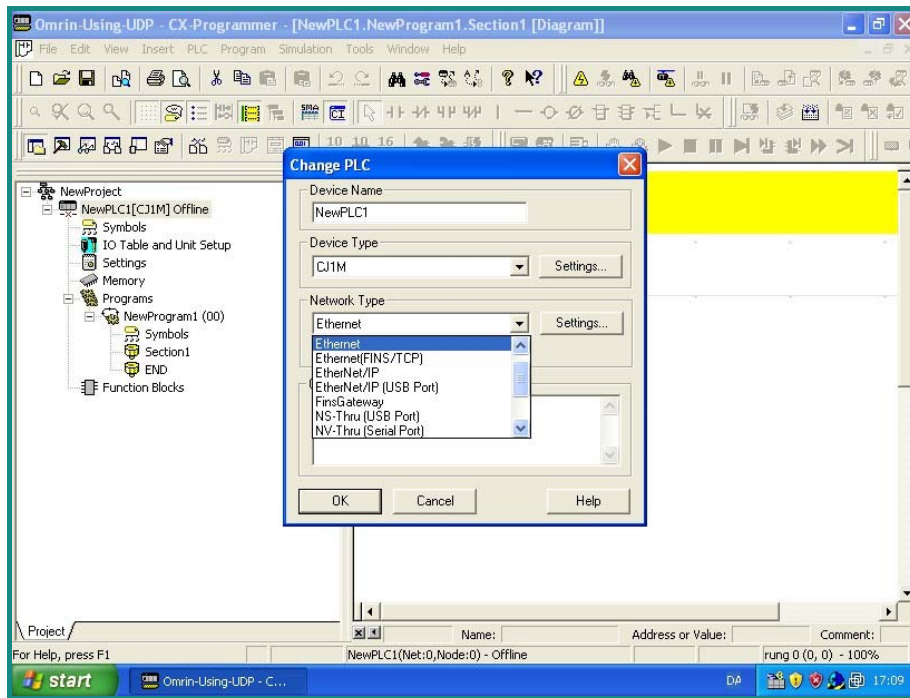 Omrin-Using-UDP - CX-Programmer - [NewPLC1.NewProgram1.Section1 [Diagram]]
File Edit View Insert PLC Program Simulation Tools Window Help
10 10 16
Change PLC
Device Name
NewPLC1
Device Type
CJ1M Settings...
Network Type
Ethernet Settings...
Ethernet
Ethernet(FINS/TCP)
EtherNet/IP
EtherNet/IP (USB Port)
FinsGateway
NS-Thru (USB Port)
NV-Thru (Serial Port)
OK Cancel Help
NewProject
NewPLC1[CJ1M] Offline
Symbols
IO Table and Unit Setup
Settings
Memory
Programs
NewProgram1 (00)
Symbols
Section1
END
Function Blocks
Project
Name: Address or Value: Comment:
For Help, press F1 NewPLC1(Net:0,Node:0) - Offline rung 0 (0, 0) - 100%
start Omrin-Using-UDP - C... DA 17:09